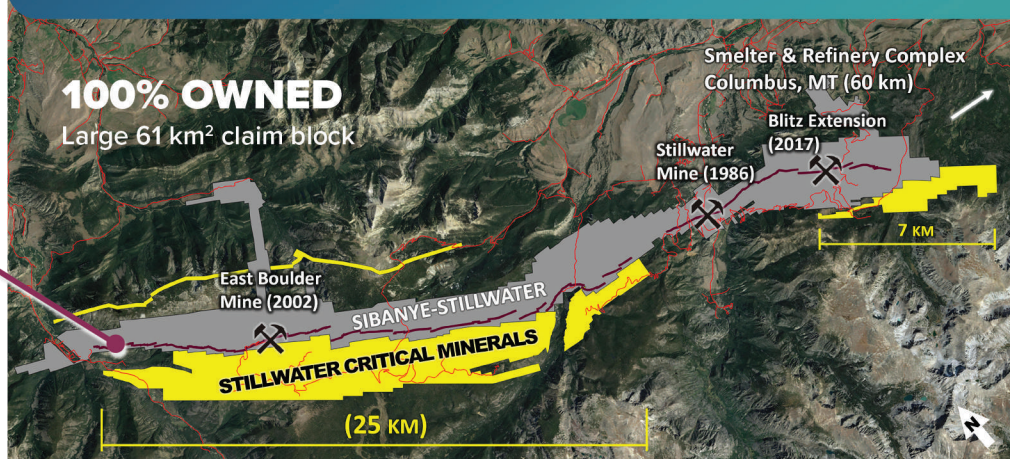 100% OWNED
Large 61 km² claim block
Smelter & Refinery Complex
Columbus, MT (60 km)
Blitz Extension
(2017)
Stillwater
Mine (1986)
7 KM
East Boulder
Mine (2002)
SIBANYE-STILLWATER
STILLWATER CRITICAL MINERALS
(25 KM)
N